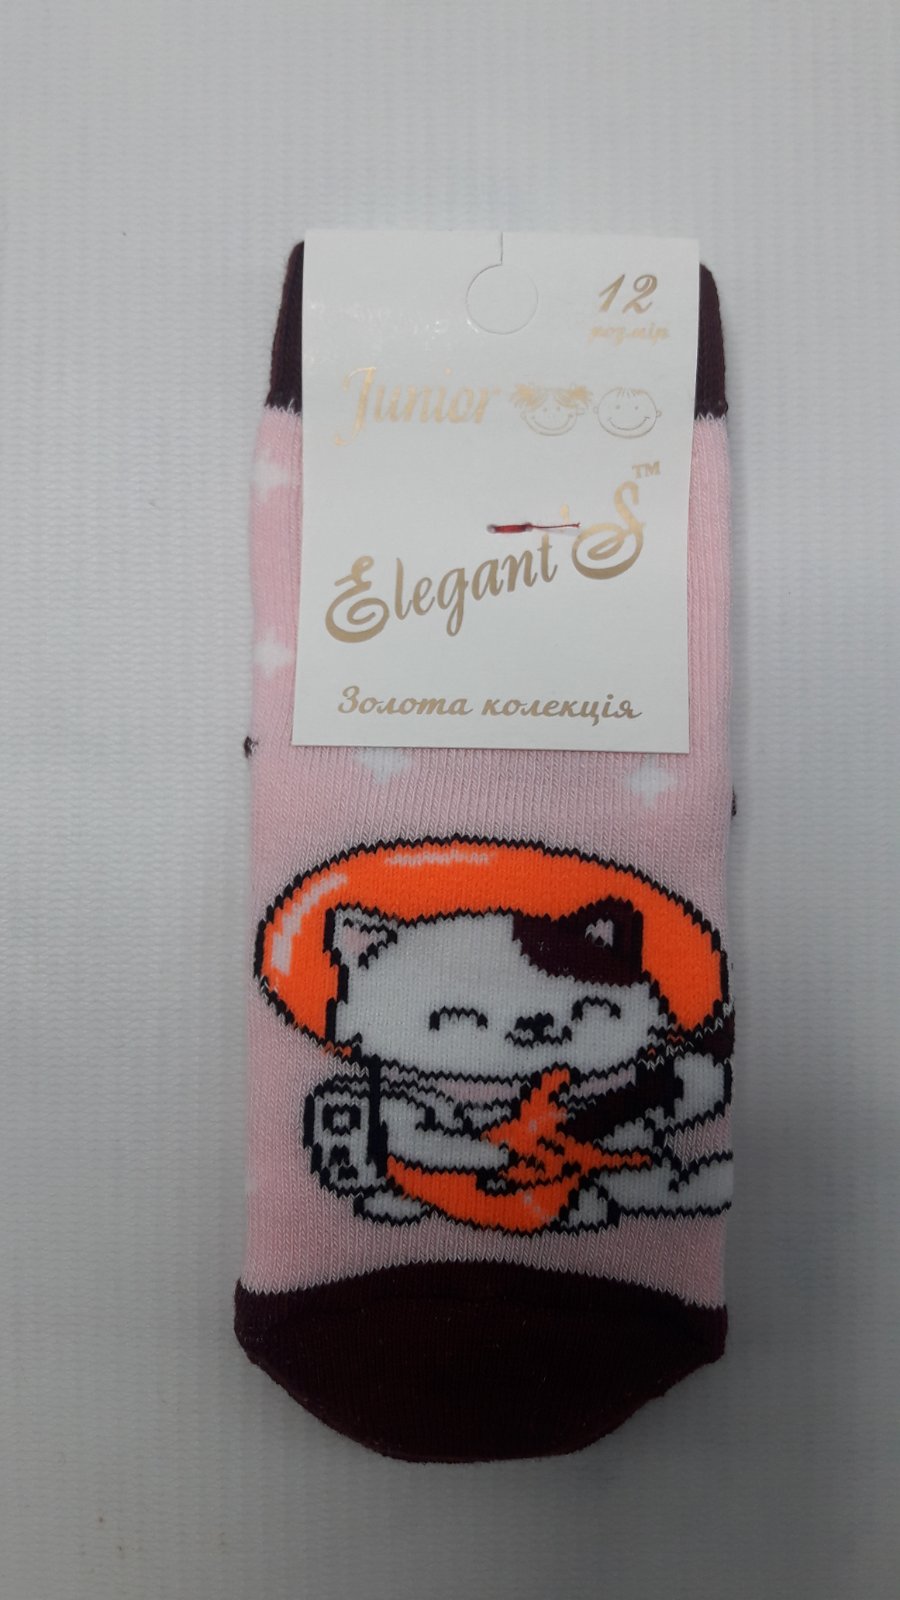 12
розмір
Junior
Elegant'S™
Золота колекція